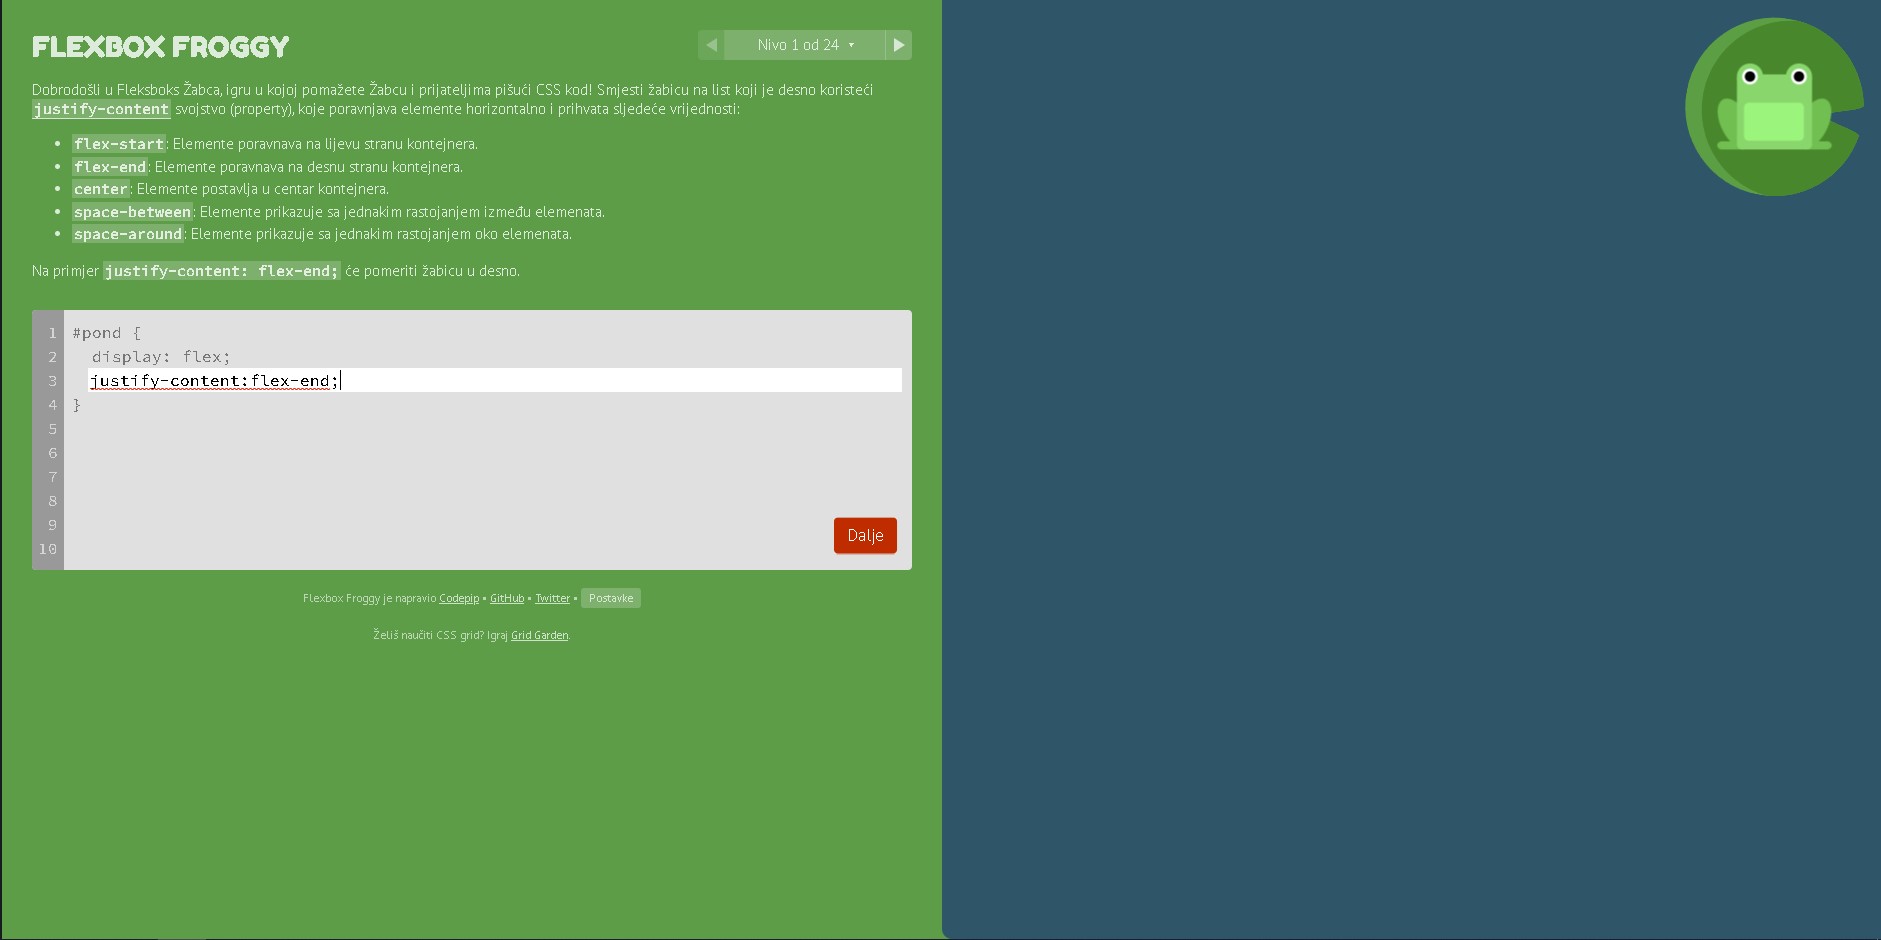 FLEXBOX FROGGY
Nivo 1 od 24
Dobrodošli u Fleksboks Žabca, igru u kojoj pomažete Žabcu i prijateljima pišući CSS kod! Smjesti žabicu na list koji je desno koristeći
justify-content svojstvo (property), koje poravnjava elemente horizontalno i prihvata sljedeće vrijednosti:
flex-start: Elemente poravnava na lijevu stranu kontejnera.
flex-end: Elemente poravnava na desnu stranu kontejnera.
center: Elemente postavlja u centar kontejnera.
space-between: Elemente prikazuje sa jednakim rastojanjem između elemenata.
space-around: Elemente prikazuje sa jednakim rastojanjem oko elemenata.
Na primjer justify-content: flex-end; će pomeriti žabicu u desno.
1 #pond {
2 display: flex;
3 justify-content:flex-end;
4 }
5
6
7
8
9
10
Dalje
Flexbox Froggy je napravio Codepip • GitHub • Twitter • Postavke
Želiš naučiti CSS grid? Igraj Grid Garden.